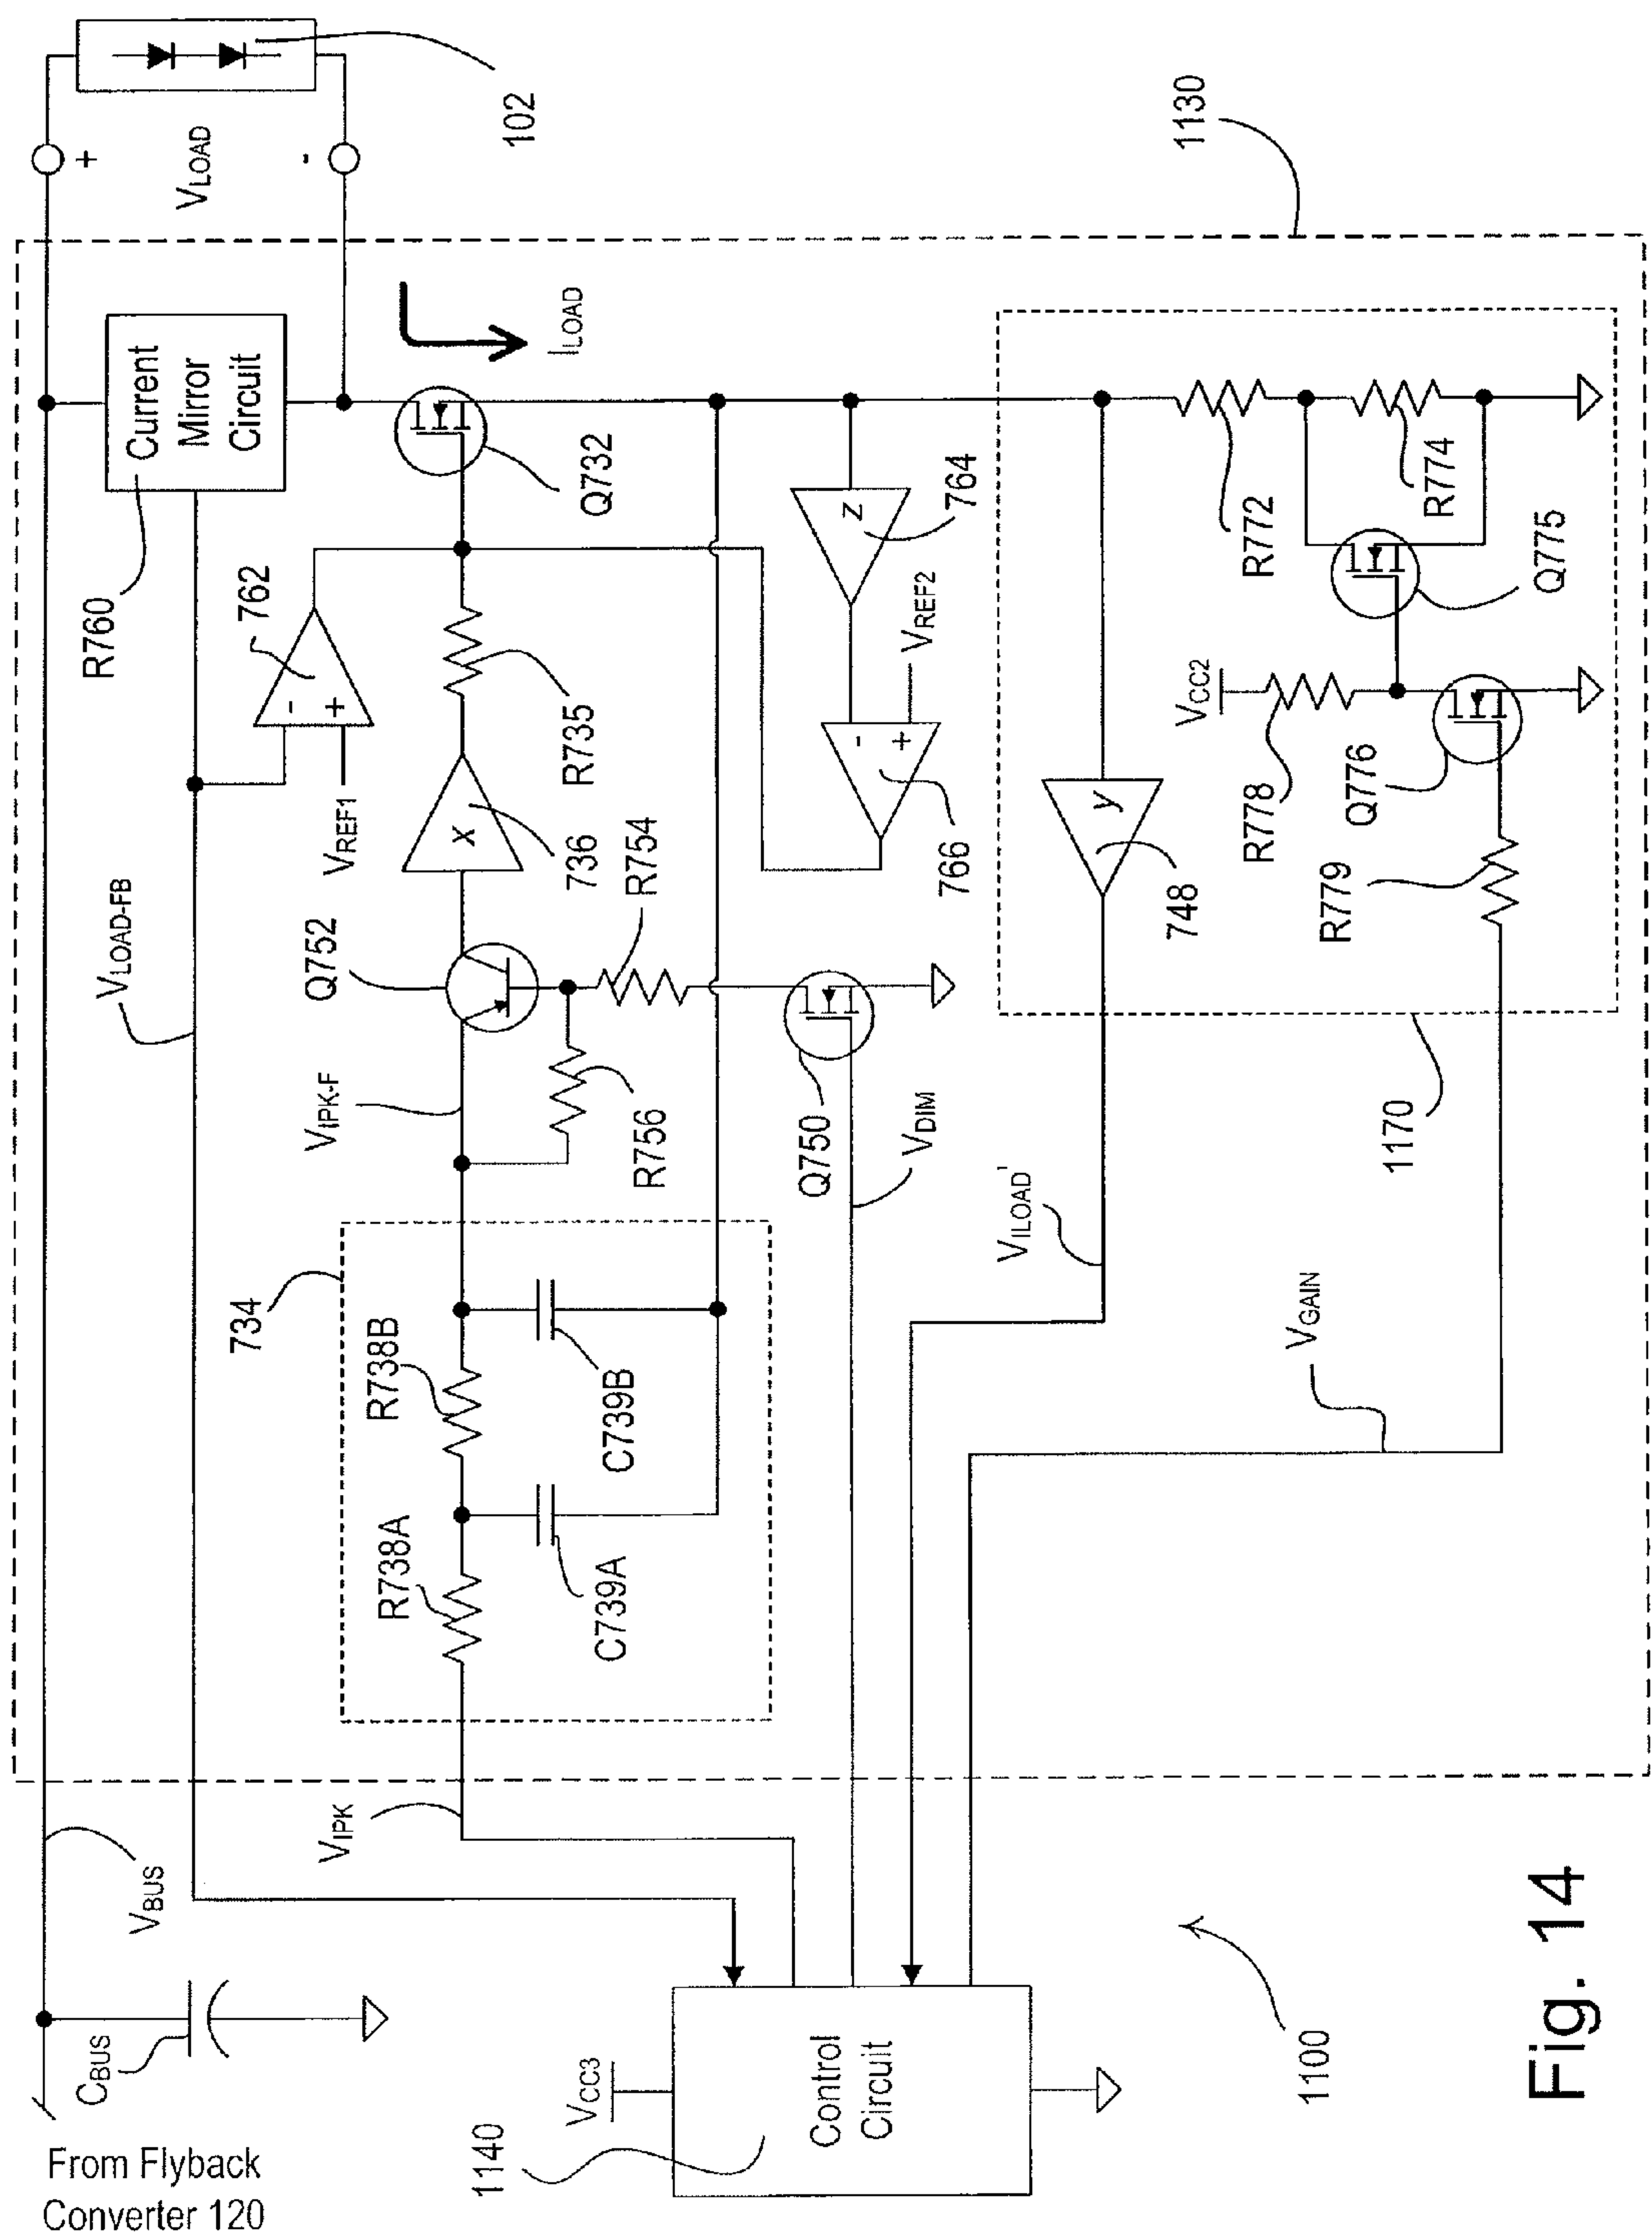 From Flyback
Converter 120
CBUS
VBUS
VLOAD-FB
R760
Current
Mirror
Circuit
+
VLOAD
-
102
1130
ILOAD
762
-
+
VREF1
Q732
734
VIPK
R738A
R738B
C739A
C739B
VIPK-F
R756
Q752
x
736
R735
R754
Q750
VDIM
z
764
VREF2
-
+
766
VCC3
1140
Control
Circuit
1100
VILOAD'
VGAIN
1170
y
748
R772
R774
Q775
VCC2
R778
Q776
R779
Fig. 14